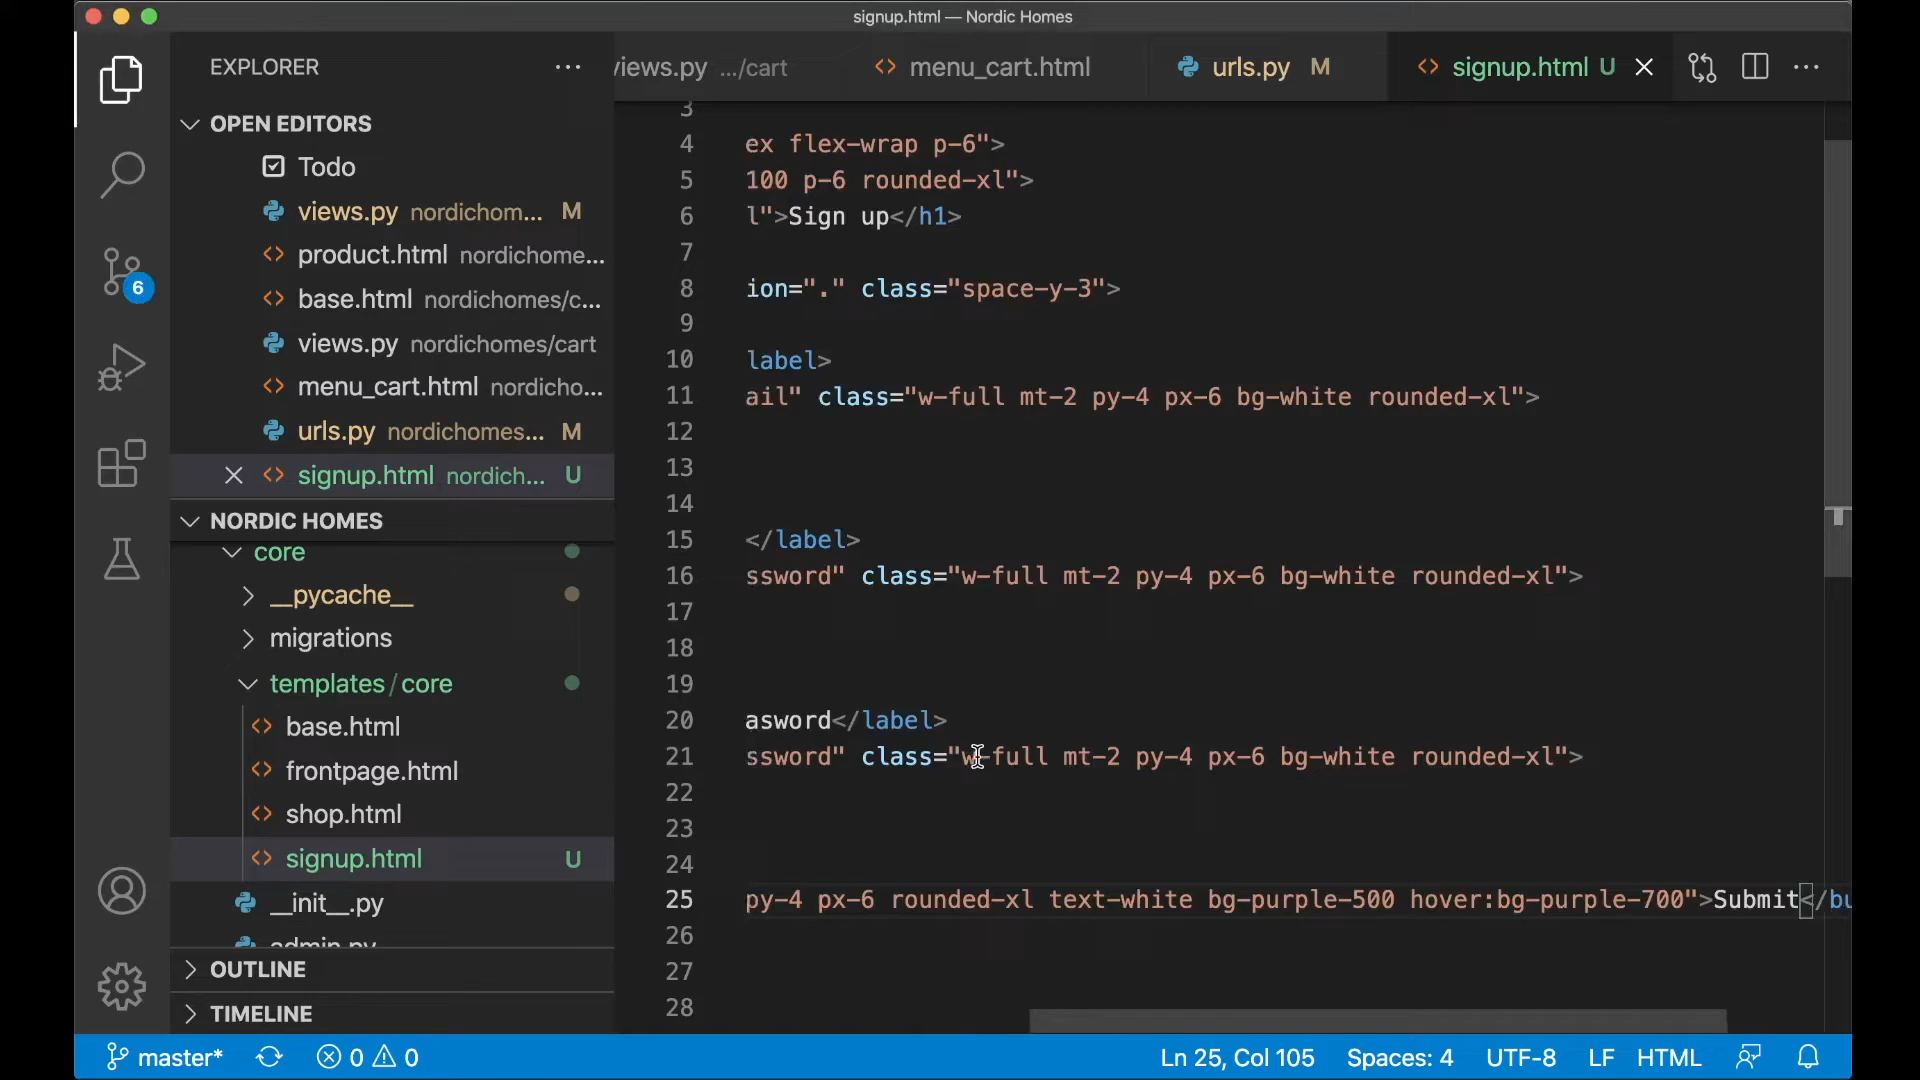 signup.html — Nordic Homes
EXPLORER
views.py .../cart
menu_cart.html
urls.py M
signup.html U
OPEN EDITORS
Todo
views.py nordichom... M
product.html nordichome...
base.html nordichomes/c...
views.py nordichomes/cart
menu_cart.html nordicho...
urls.py nordichomes... M
signup.html nordich... U
NORDIC HOMES
core
__pycache__
migrations
templates/core
base.html
frontpage.html
shop.html
signup.html U
__init__.py
admin.py
OUTLINE
TIMELINE
6
3
4 ex flex-wrap p-6">
5 100 p-6 rounded-xl">
6 l">Sign up</h1>
7
8 ion="." class="space-y-3">
9
10 label>
11 ail" class="w-full mt-2 py-4 px-6 bg-white rounded-xl">
12
13
14
15 </label>
16 ssword" class="w-full mt-2 py-4 px-6 bg-white rounded-xl">
17
18
19
20 asword</label>
21 ssword" class="w-full mt-2 py-4 px-6 bg-white rounded-xl">
22
23
24
25 py-4 px-6 rounded-xl text-white bg-purple-500 hover:bg-purple-700">Submit</bu
26
27
28
master* 0 0 Ln 25, Col 105 Spaces: 4 UTF-8 LF HTML